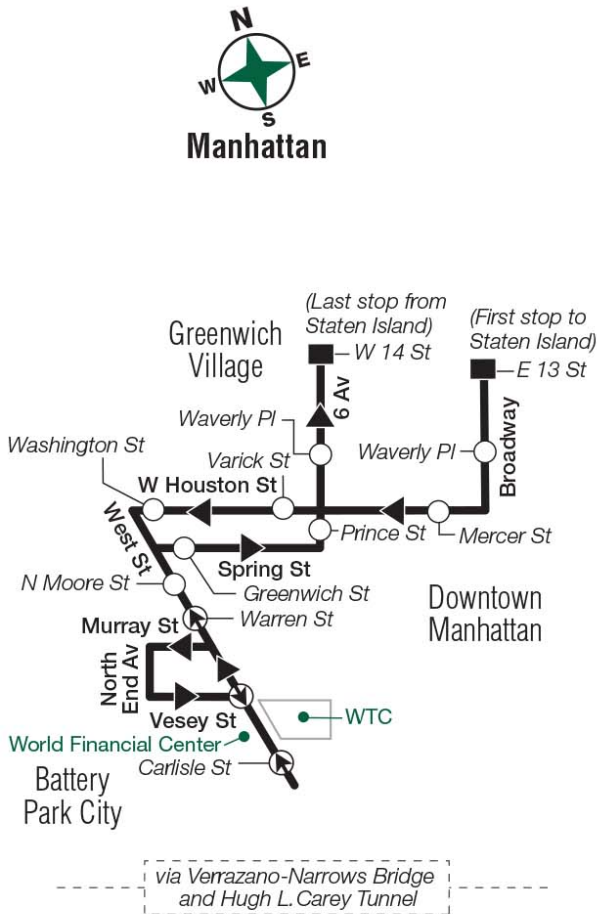 N
E
W
S
Manhattan
(Last stop from
Staten Island)
W 14 St
(First stop to
Staten Island)
E 13 St
Greenwich
Village
6 Av
Broadway
Waverly Pl
Waverly Pl
Washington St
Varick St
W Houston St
West St
Prince St
Mercer St
Spring St
N Moore St
Greenwich St
Downtown
Manhattan
Warren St
Murray St
North
End Av
Vesey St
WTC
World Financial Center
Carlisle St
Battery
Park City
via Verrazano-Narrows Bridge
and Hugh L. Carey Tunnel